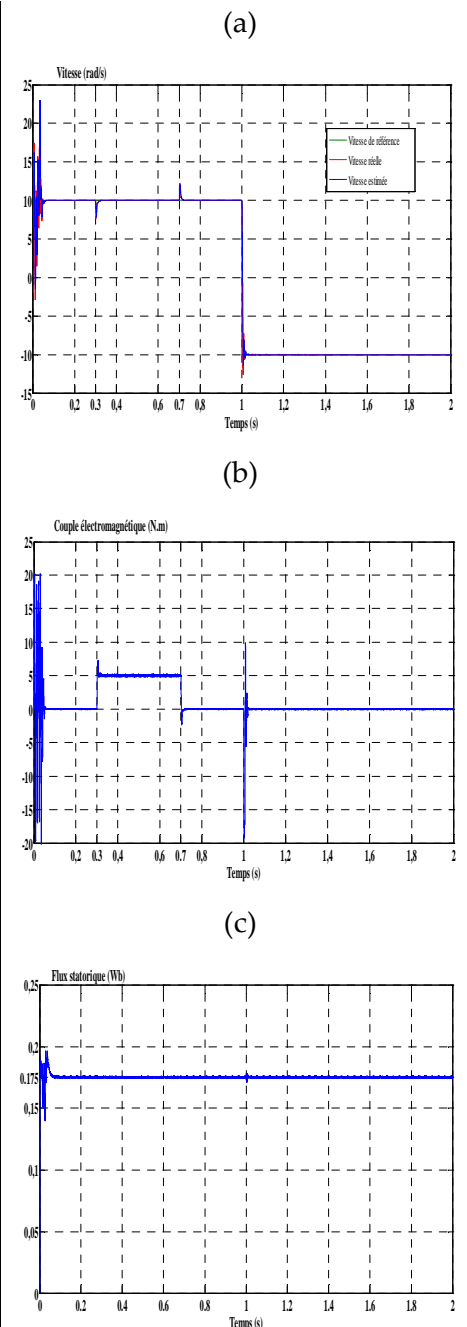 (a)
Vitesse (rad/s)
25
20
15
10
5
0
-5
-10
-15
Vitesse de référence
Vitesse réelle
Vitesse estimée
0 0,2 0.3 0,4 0,6 0.7 0,8 1 1,2 1,4 1,6 1,8 2
Temps (s)
(b)
Couple électromagnétique (N.m)
25
20
15
10
5
0
-5
-10
-15
-20
0 0.2 0.3 0.4 0.6 0.7 0.8 1 1.2 1.4 1.6 1.8 2
Temps (s)
(c)
Flux statorique (Wb)
0,25
0,2
0.175
0,15
0,1
0,05
0
0 0.2 0.4 0.6 0.8 1 1.2 1.4 1.6 1.8 2
Temps (s)